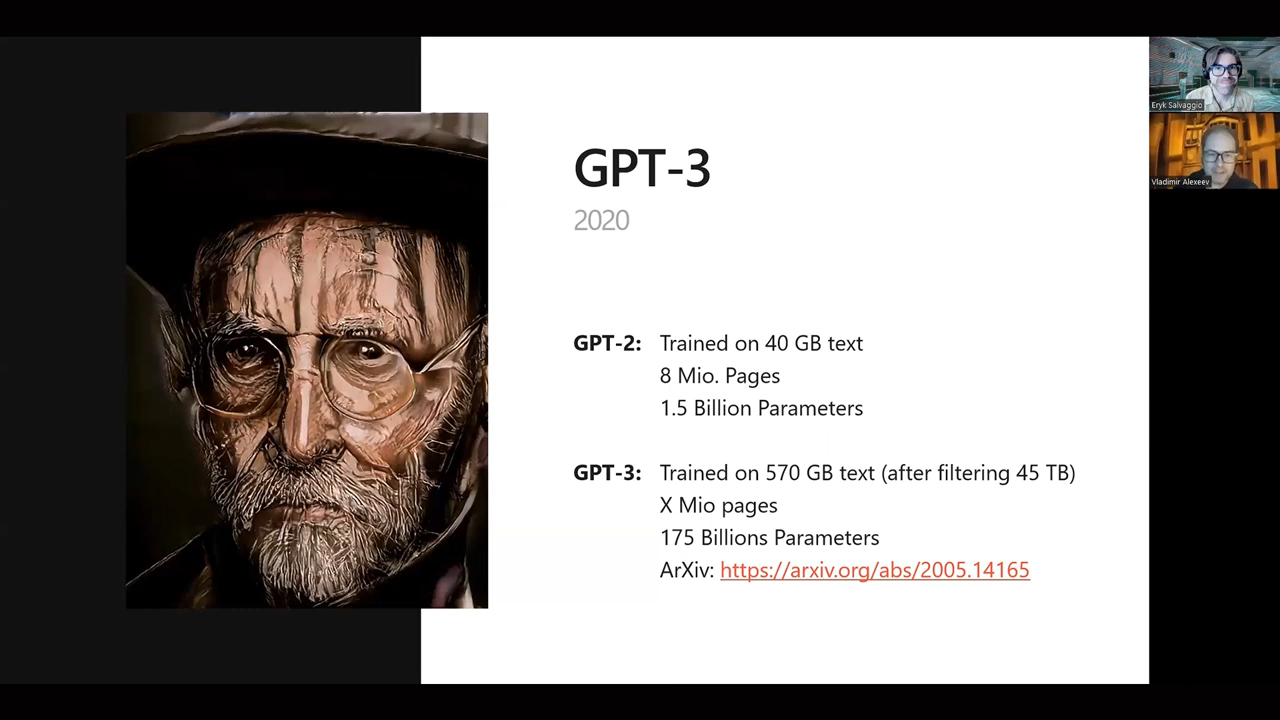 GPT-3
2020
GPT-2: Trained on 40 GB text
8 Mio. Pages
1.5 Billion Parameters
GPT-3: Trained on 570 GB text (after filtering 45 TB)
X Mio pages
175 Billions Parameters
ArXiv: https://arxiv.org/abs/2005.14165
Eryk Salvaggio
Vladimir Alexeev